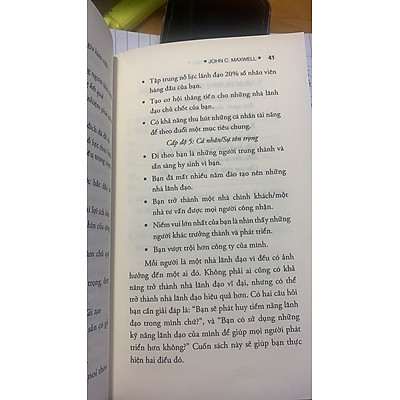 • JOHN C. MAXWELL • 41
• Tập trung nỗ lực lãnh đạo 20% số nhân viên
hàng đầu của bạn.
• Tạo cơ hội thăng tiến cho những nhà lãnh
đạo chủ chốt của bạn.
• Có khả năng thu hút những cá nhân tài năng
để theo đuổi một mục tiêu chung.
Cấp độ 5: Cá nhân/Sự tôn trọng
• Đi theo bạn là những người trung thành và
sẵn sàng hy sinh vì bạn.
• Bạn đã mất nhiều năm đào tạo nên những
nhà lãnh đạo.
• Bạn trở thành một nhà chính khách/một
nhà tư vấn được mọi người công nhận.
• Niềm vui lớn nhất của bạn là nhìn thấy những
người khác trưởng thành và phát triển.
• Bạn vượt trội hơn công ty của mình.
Mỗi người là một nhà lãnh đạo vì đều có ảnh
hưởng đến một ai đó. Không phải ai cũng có khả
năng trở thành nhà lãnh đạo vĩ đại, nhưng có thể
trở thành nhà lãnh đạo hiệu quả hơn. Có hai câu hỏi
bạn cần giải đáp là: “Bạn sẽ phát huy tiềm năng lãnh
đạo trong mình chứ?”, và “Bạn có sử dụng những
kỹ năng lãnh đạo của mình để giúp mọi người phát
triển hơn không?” Cuốn sách này sẽ giúp bạn thực
hiện hai điều đó.